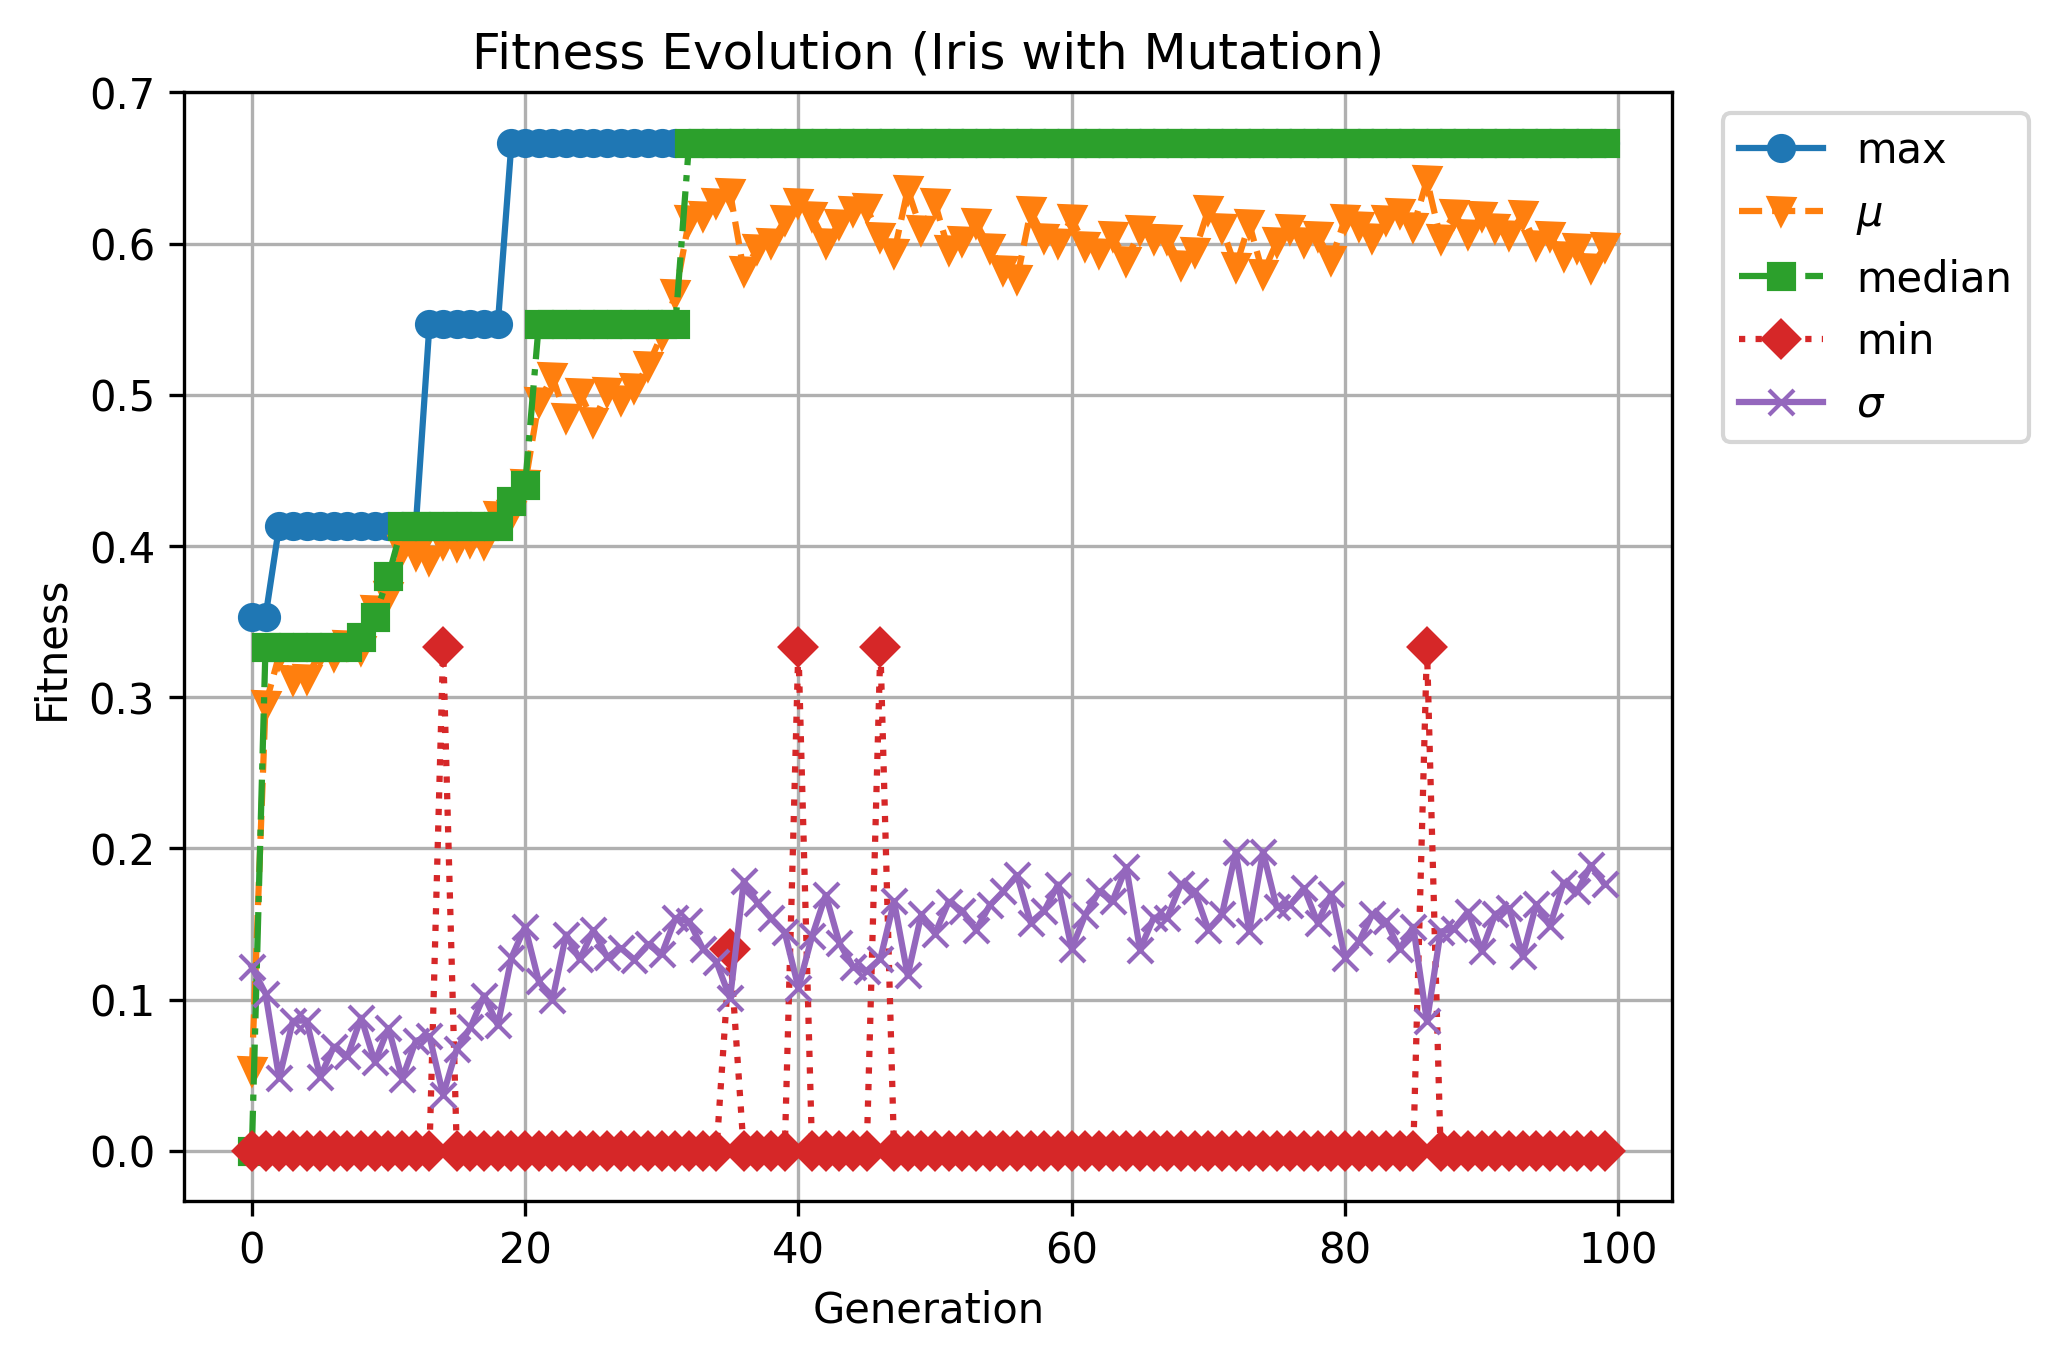 Fitness Evolution (Iris with Mutation)
0.7
0.6
0.5
0.4
0.3
0.2
0.1
0.0
Fitness
0 20 40 60 80 100
Generation
max
μ
median
min
σ